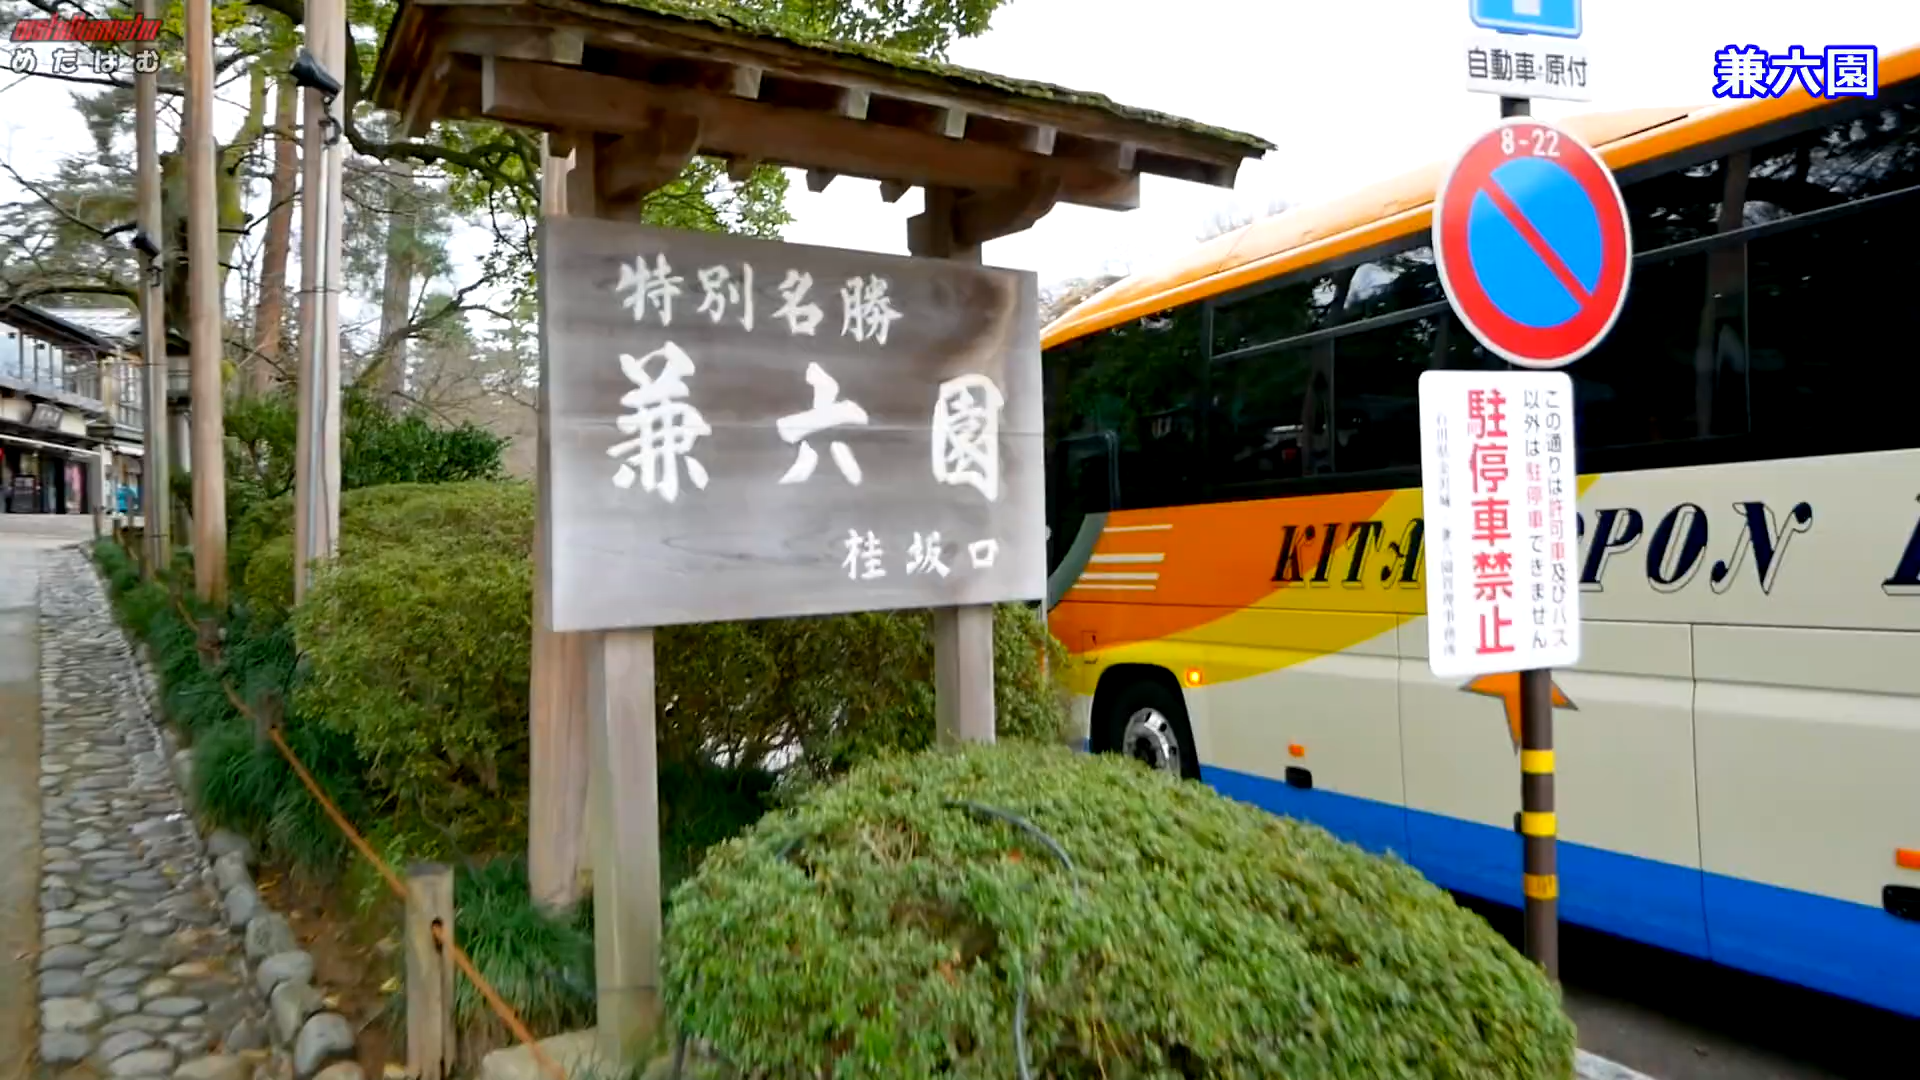 めたはむ
兼六園
特別名勝
兼六園
桂坂口
自動車・原付
8-22
この通りは許可車及びバス
以外は駐停車できません
駐停車禁止
KITA
PPON